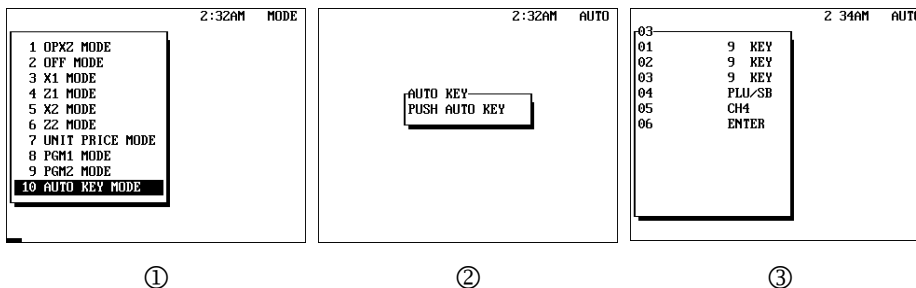 2:32AM MODE
1 OPXZ MODE
2 OFF MODE
3 X1 MODE
4 Z1 MODE
5 X2 MODE
6 Z2 MODE
7 UNIT PRICE MODE
8 PGM1 MODE
9 PGM2 MODE
10 AUTO KEY MODE
①
2:32AM AUTO
AUTO KEY
PUSH AUTO KEY
②
2 34AM AUTO
03
01 9 KEY
02 9 KEY
03 9 KEY
04 PLU/SB
05 CH4
06 ENTER
③